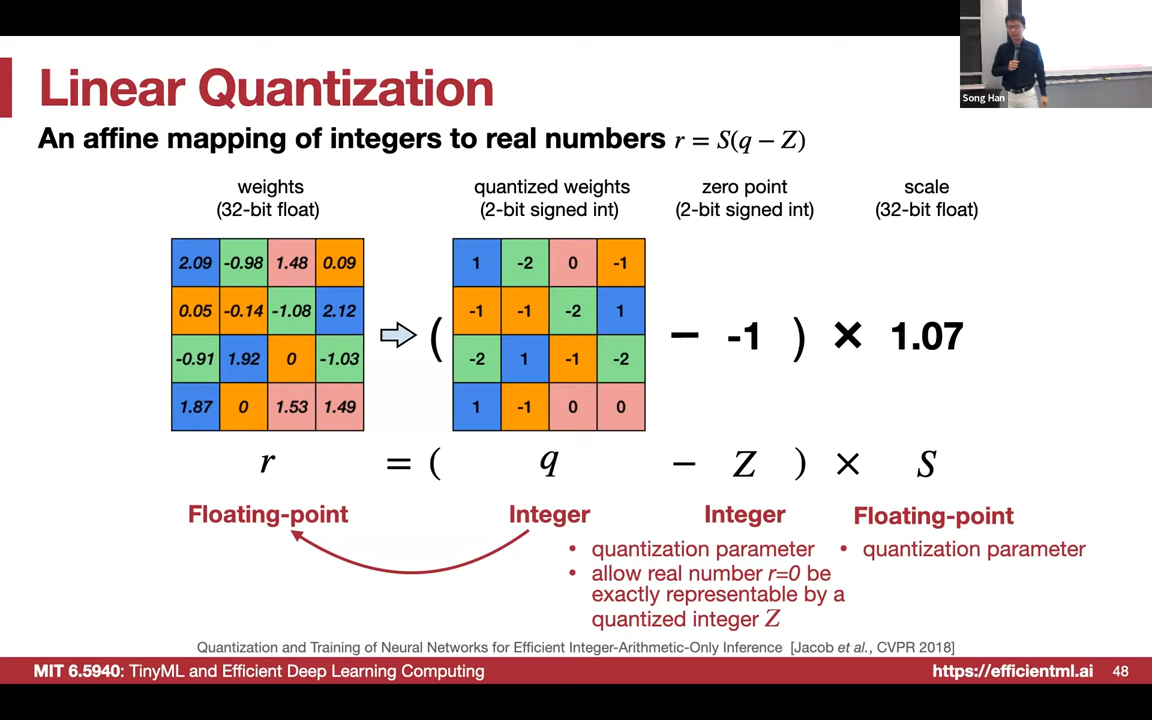 Song Han
Linear Quantization
An affine mapping of integers to real numbers r = S(q − Z)
weights
(32-bit float)
quantized weights
(2-bit signed int)
zero point
(2-bit signed int)
scale
(32-bit float)
2.09 -0.98 1.48 0.09
0.05 -0.14 -1.08 2.12
-0.91 1.92 0 -1.03
1.87 0 1.53 1.49
(
1 -2 0 -1
-1 -1 -2 1
-2 1 -1 -2
1 -1 0 0
− -1 ) × 1.07
r = ( q − Z ) × S
Floating-point
Integer
Integer
• quantization parameter
• allow real number r=0 be
exactly representable by a
quantized integer Z
Floating-point
• quantization parameter
Quantization and Training of Neural Networks for Efficient Integer-Arithmetic-Only Inference [Jacob et al., CVPR 2018]
MIT 6.5940: TinyML and Efficient Deep Learning Computing
https://efficientml.ai 48